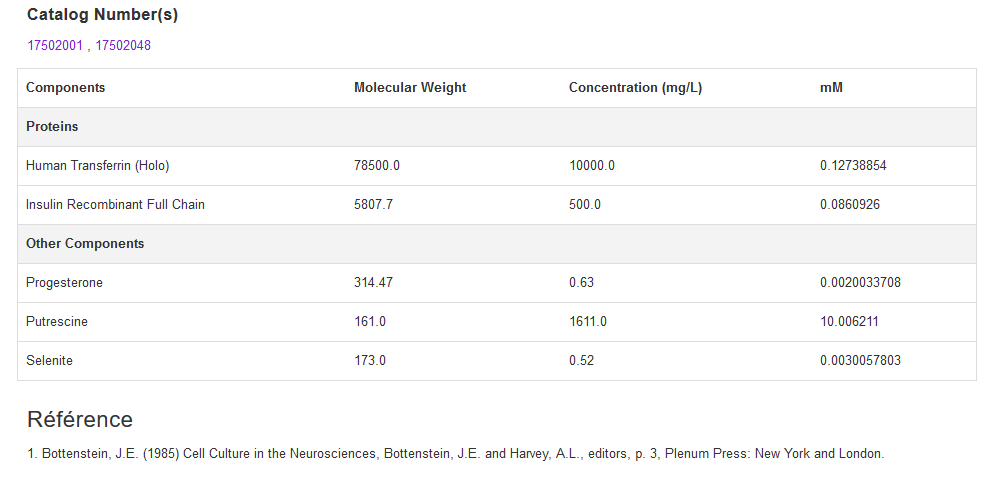 Catalog Number(s)
17502001 , 17502048
Components Molecular Weight Concentration (mg/L) mM
Proteins
Human Transferrin (Holo) 78500.0 10000.0 0.12738854
Insulin Recombinant Full Chain 5807.7 500.0 0.0860926
Other Components
Progesterone 314.47 0.63 0.0020033708
Putrescine 161.0 1611.0 10.006211
Selenite 173.0 0.52 0.0030057803
Référence
1. Bottenstein, J.E. (1985) Cell Culture in the Neurosciences, Bottenstein, J.E. and Harvey, A.L., editors, p. 3, Plenum Press: New York and London.